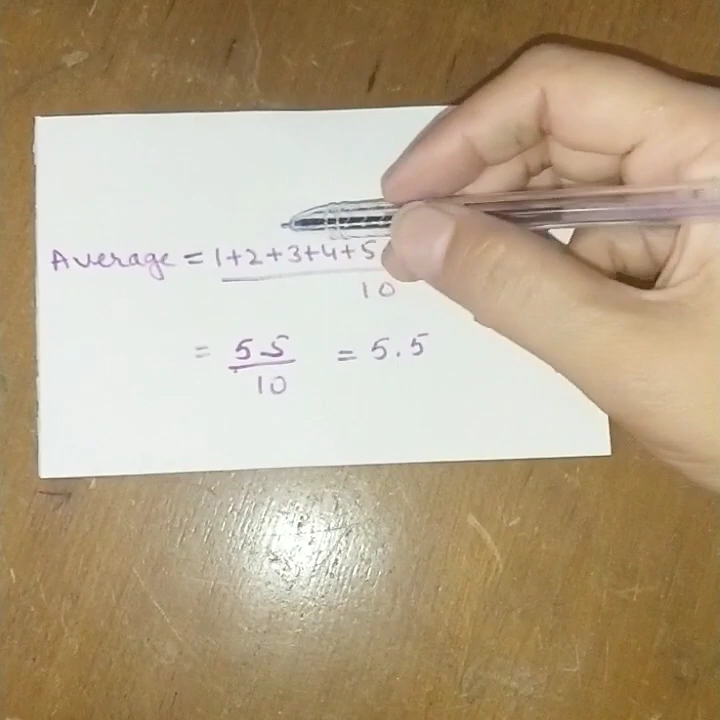 Average = 1+2+3+4+5
10
= 55 = 5.5
10